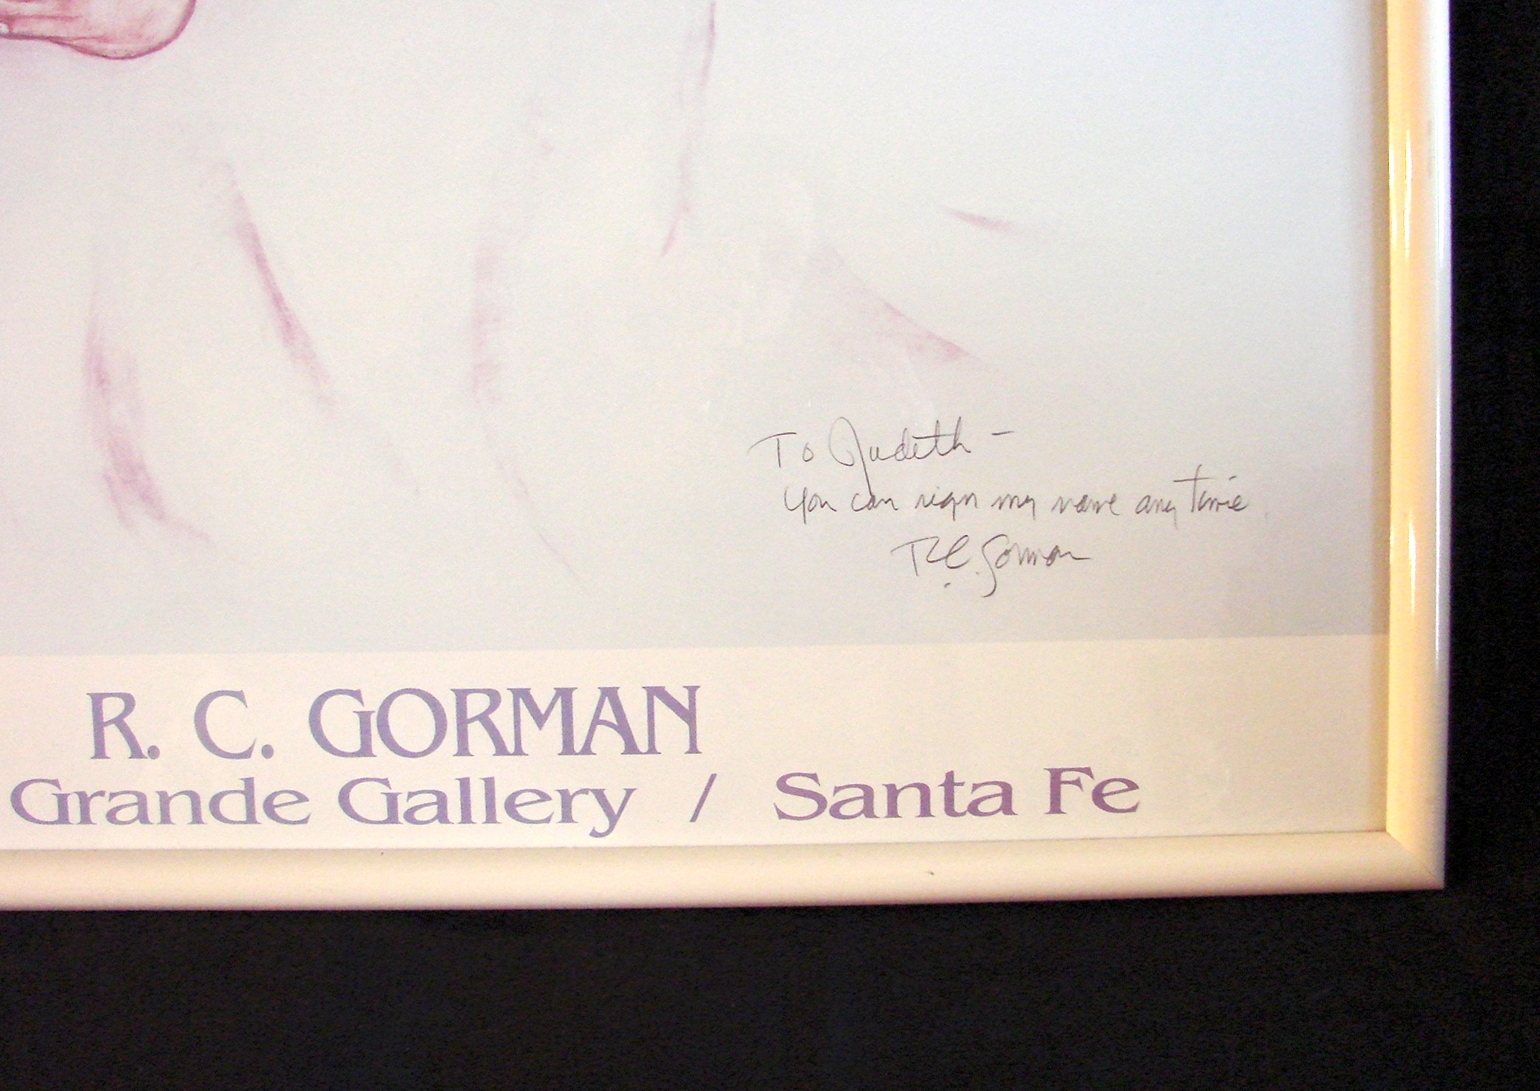 To Judith -
You can sign my name any time
R.C. Gorman
R. C. GORMAN
Grande Gallery / Santa Fe